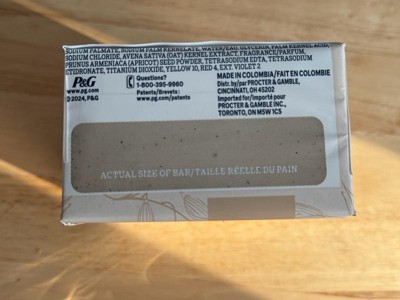 SODIUM PALMATE, SODIUM PALM KERNELATE, WATER/EAU, GLYCERIN, PALM KERNEL ACID,
SODIUM CHLORIDE, AVENA SATIVA (OAT) KERNEL EXTRACT, FRAGRANCE/PARFUM,
PRUNUS ARMENIACA (APRICOT) SEED POWDER, TETRASODIUM EDTA, TETRASODIUM
ETIDRONATE, TITANIUM DIOXIDE, YELLOW 10, RED 4, EXT. VIOLET 2
P&G
www.pg.com
© 2024, P&G
Questions?
1-800-395-9960
Patents/Brevets:
www.pg.com/patents
MADE IN COLOMBIA/FAIT EN COLOMBIE
Distr. by/par PROCTER & GAMBLE,
CINCINNATI, OH 45202
Imported for/Importé pour
PROCTER & GAMBLE INC.,
TORONTO, ON M5W 1C5
ACTUAL SIZE OF BAR/TAILLE RÉELLE DU PAIN